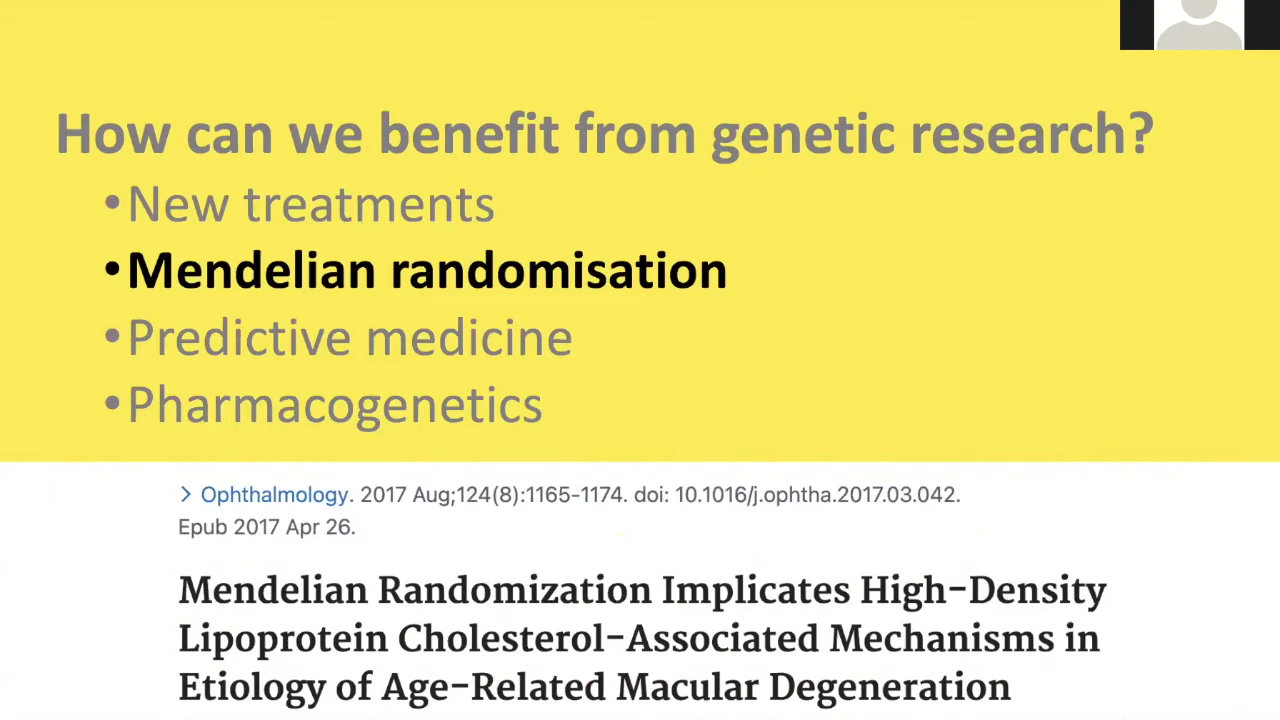 How can we benefit from genetic research?
•New treatments
•Mendelian randomisation
•Predictive medicine
•Pharmacogenetics
> Ophthalmology. 2017 Aug;124(8):1165-1174. doi: 10.1016/j.ophtha.2017.03.042.
Epub 2017 Apr 26.
Mendelian Randomization Implicates High-Density
Lipoprotein Cholesterol-Associated Mechanisms in
Etiology of Age-Related Macular Degeneration